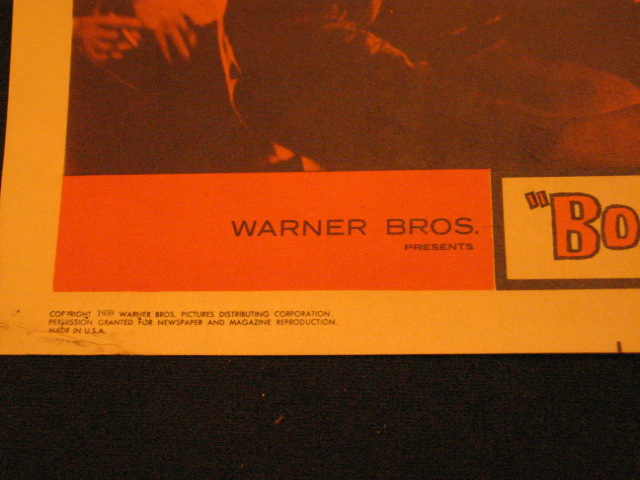 WARNER BROS.
PRESENTS
"Bo
COPYRIGHT 1959 WARNER BROS. PICTURES DISTRIBUTING CORPORATION.
PERMISSION GRANTED FOR NEWSPAPER AND MAGAZINE REPRODUCTION.
MADE IN U.S.A.